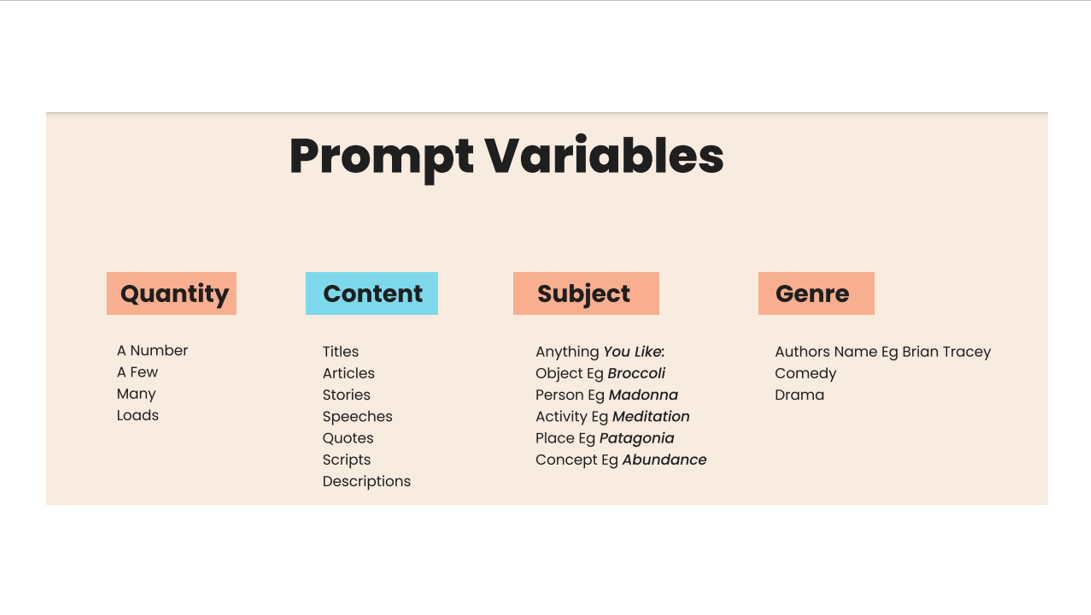 Prompt Variables
Quantity
A Number
A Few
Many
Loads
Content
Titles
Articles
Stories
Speeches
Quotes
Scripts
Descriptions
Subject
Anything You Like:
Object Eg Broccoli
Person Eg Madonna
Activity Eg Meditation
Place Eg Patagonia
Concept Eg Abundance
Genre
Authors Name Eg Brian Tracey
Comedy
Drama